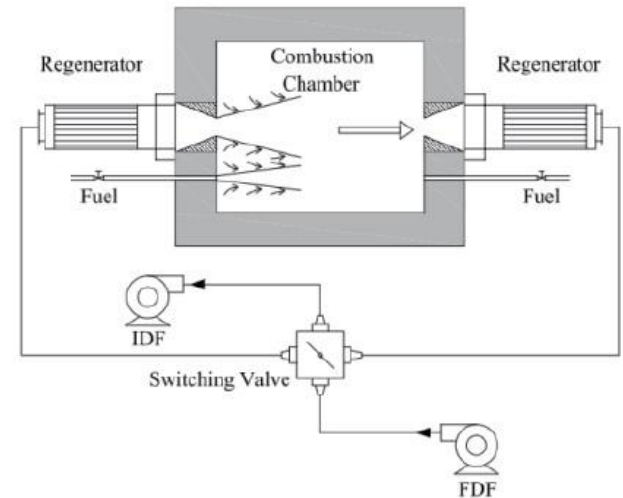 Combustion
Chamber
Regenerator
Regenerator
Fuel
Fuel
IDF
Switching Valve
FDF